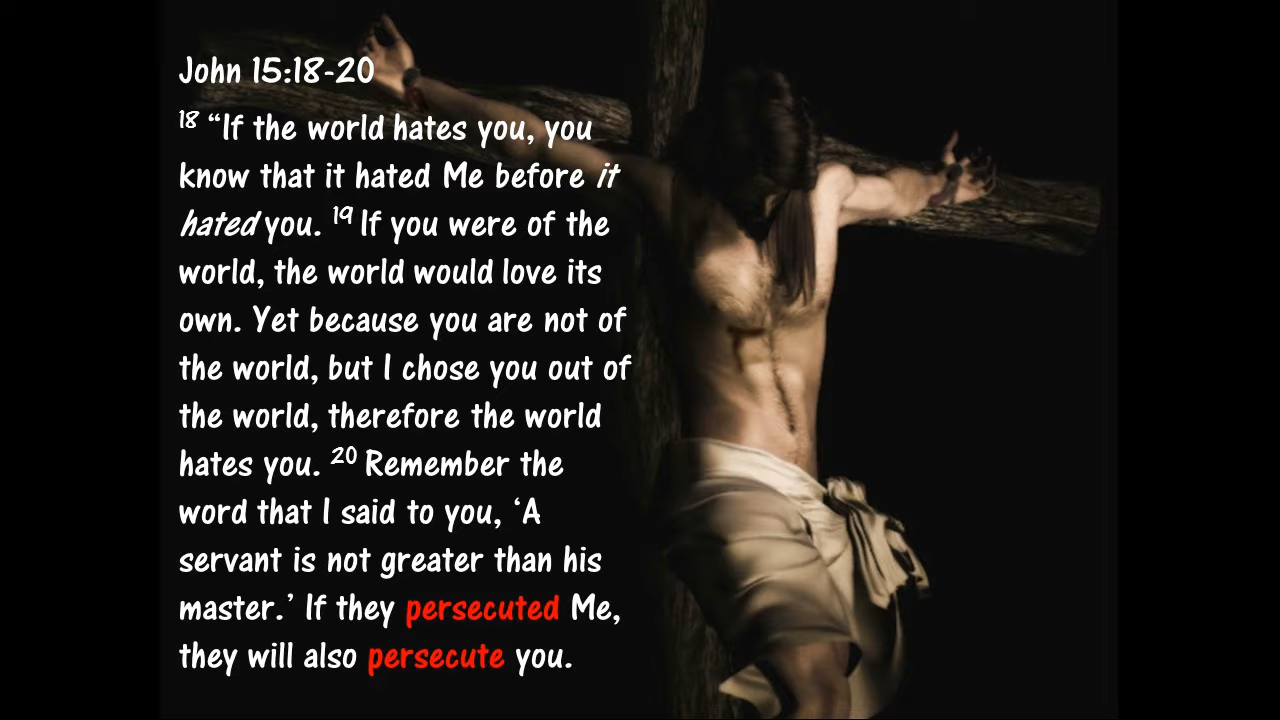 John 15:18-20
18 “If the world hates you, you
know that it hated Me before it
hated you. 19 If you were of the
world, the world would love its
own. Yet because you are not of
the world, but I chose you out of
the world, therefore the world
hates you. 20 Remember the
word that I said to you, ‘A
servant is not greater than his
master.’ If they persecuted Me,
they will also persecute you.